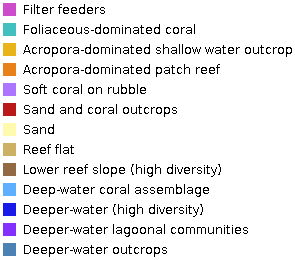 Filter feeders
Foliaceous-dominated coral
Acropora-dominated shallow water outcrop
Acropora-dominated patch reef
Soft coral on rubble
Sand and coral outcrops
Sand
Reef flat
Lower reef slope (high diversity)
Deep-water coral assemblage
Deeper-water (high diversity)
Deeper-water lagoonal communities
Deeper-water outcrops